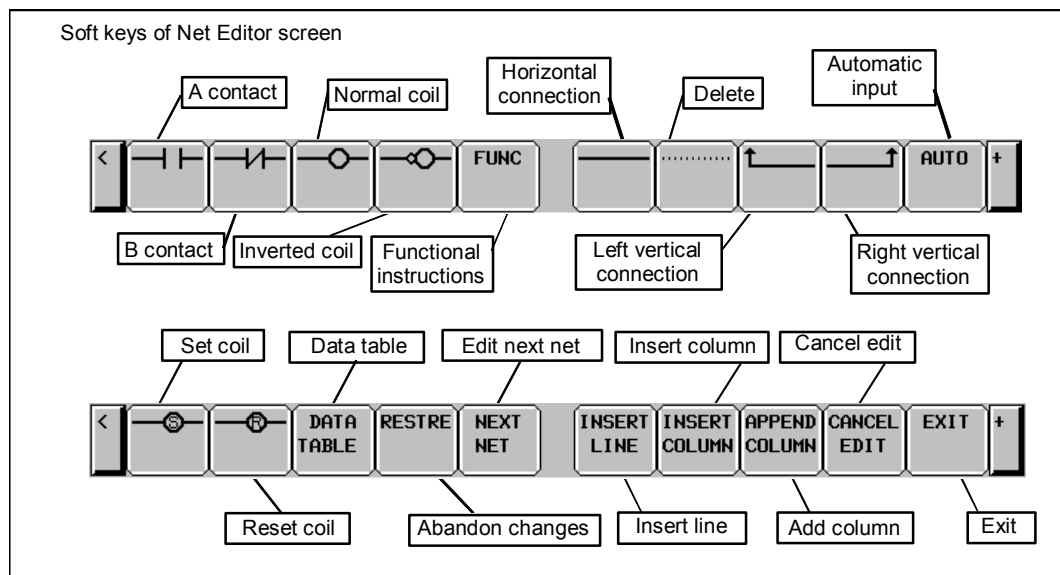 Soft keys of Net Editor screen
A contact
Normal coil
Horizontal
connection
Delete
Automatic
input
<
FUNC
AUTO
+
B contact
Inverted coil
Functional
instructions
Left vertical
connection
Right vertical
connection
Set coil
Data table
Edit next net
Insert column
Cancel edit
<
S
R
DATA
TABLE
RESTRE
NEXT
NET
INSERT
LINE
INSERT
COLUMN
APPEND
COLUMN
CANCEL
EDIT
EXIT
+
Reset coil
Abandon changes
Insert line
Add column
Exit